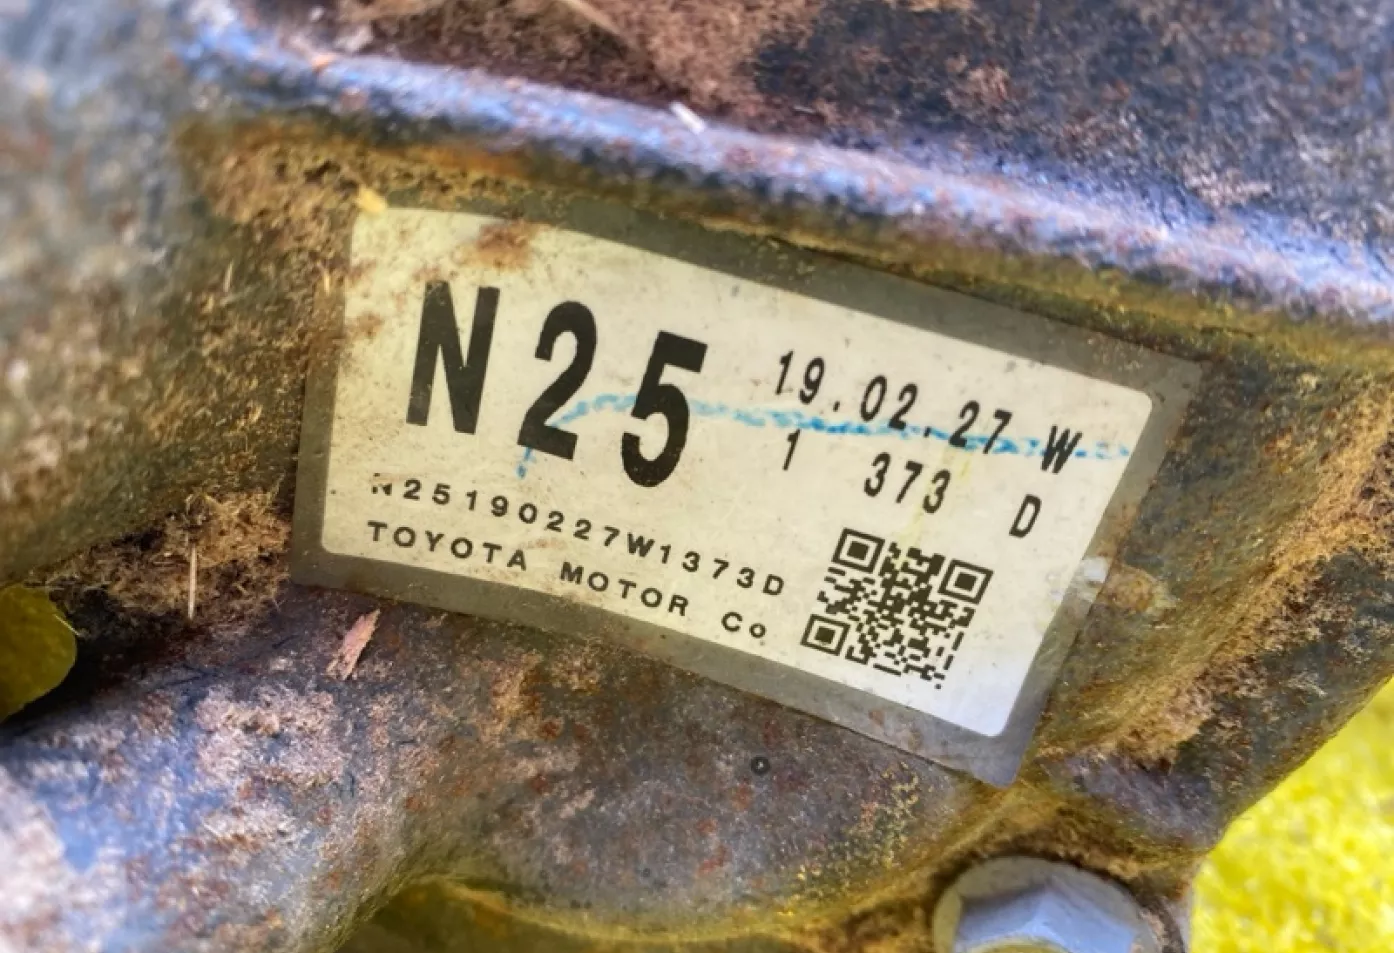 N25
19.02.27 W
1 373 D
N25190227W1373D
TOYOTA MOTOR Co